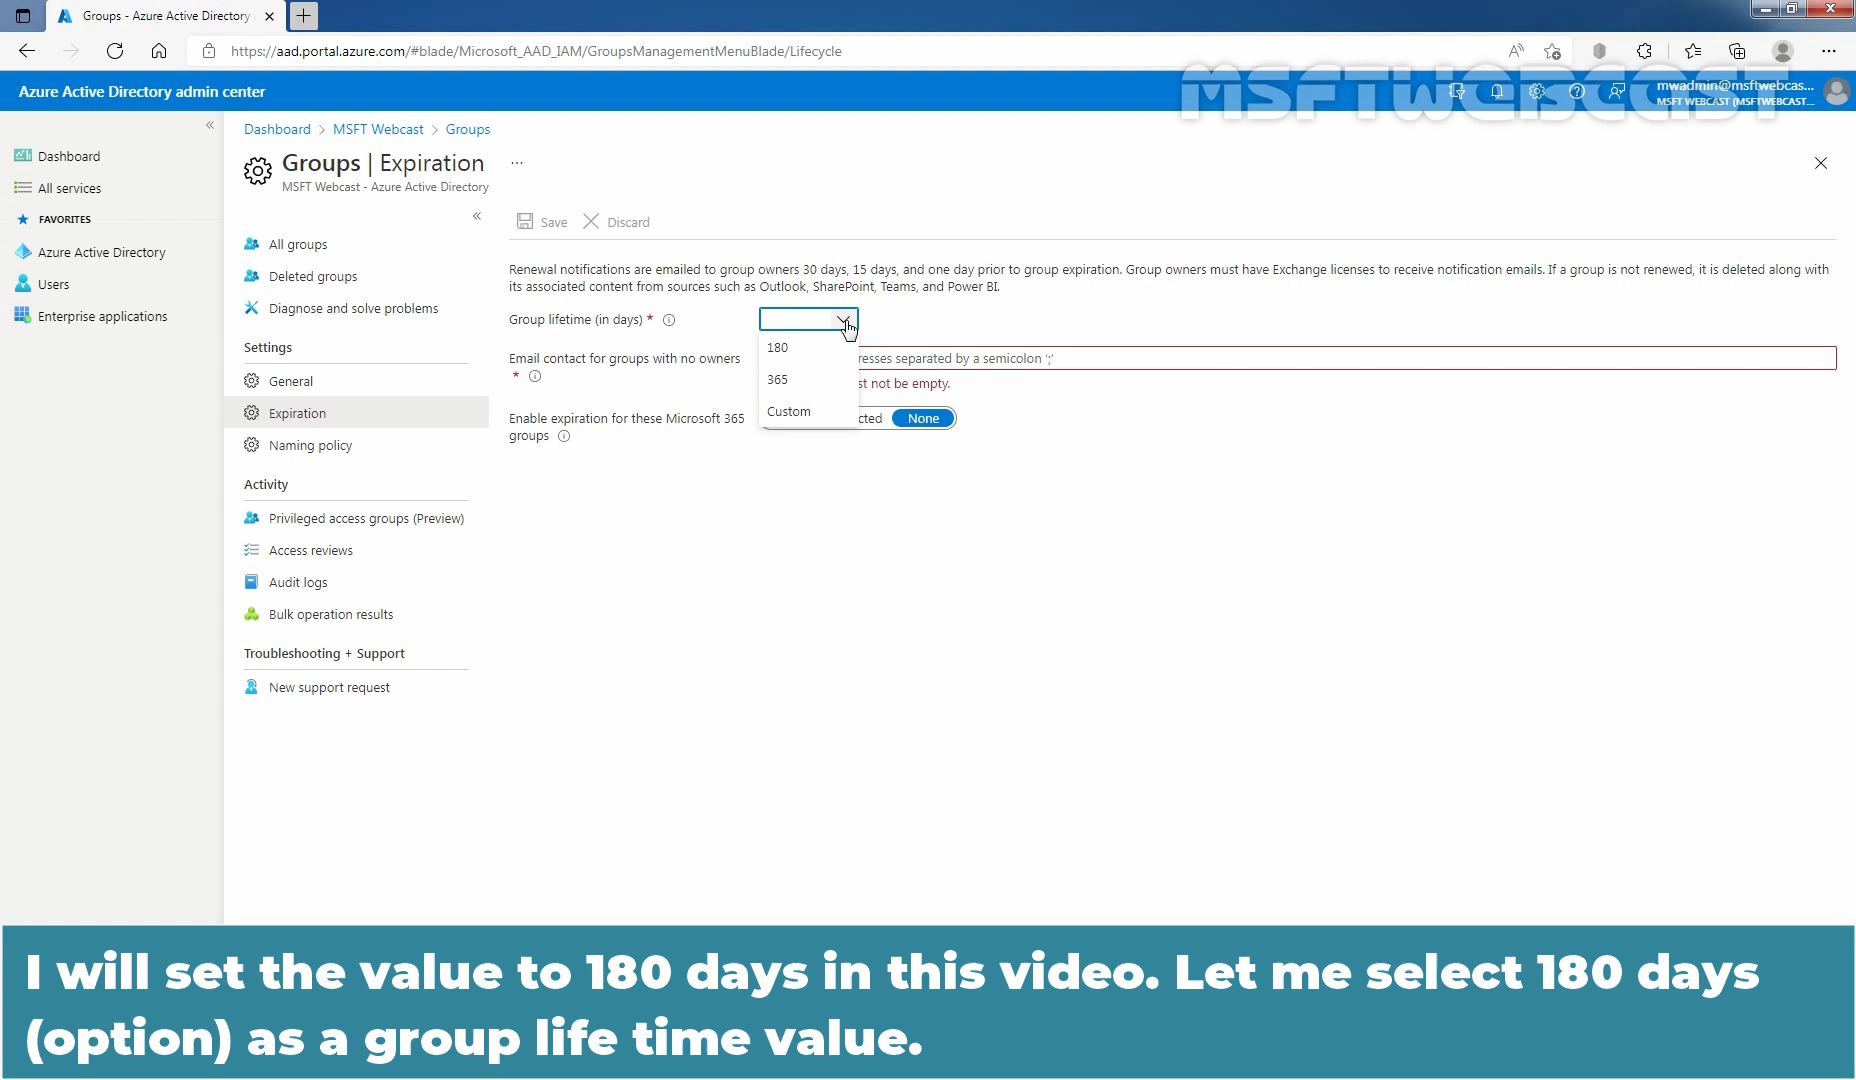 Groups - Azure Active Directory
https://aad.portal.azure.com/#blade/Microsoft_AAD_IAM/GroupsManagementMenuBlade/Lifecycle
MSFTWEBCAST
Azure Active Directory admin center
mwadmin@msftwebcas...
MSFT WEBCAST (MSFTWEBCAST...
Dashboard
All services
FAVORITES
Azure Active Directory
Users
Enterprise applications
Dashboard > MSFT Webcast > Groups
Groups | Expiration ...
MSFT Webcast - Azure Active Directory
All groups
Deleted groups
Diagnose and solve problems
Settings
General
Expiration
Naming policy
Activity
Privileged access groups (Preview)
Access reviews
Audit logs
Bulk operation results
Troubleshooting + Support
New support request
Save Discard
Renewal notifications are emailed to group owners 30 days, 15 days, and one day prior to group expiration. Group owners must have Exchange licenses to receive notification emails. If a group is not renewed, it is deleted along with
its associated content from sources such as Outlook, SharePoint, Teams, and Power BI.
Group lifetime (in days) *
180
365
Custom
Email contact for groups with no owners
*
resses separated by a semicolon ';'
st not be empty.
Enable expiration for these Microsoft 365
groups
cted None
I will set the value to 180 days in this video. Let me select 180 days
(option) as a group life time value.